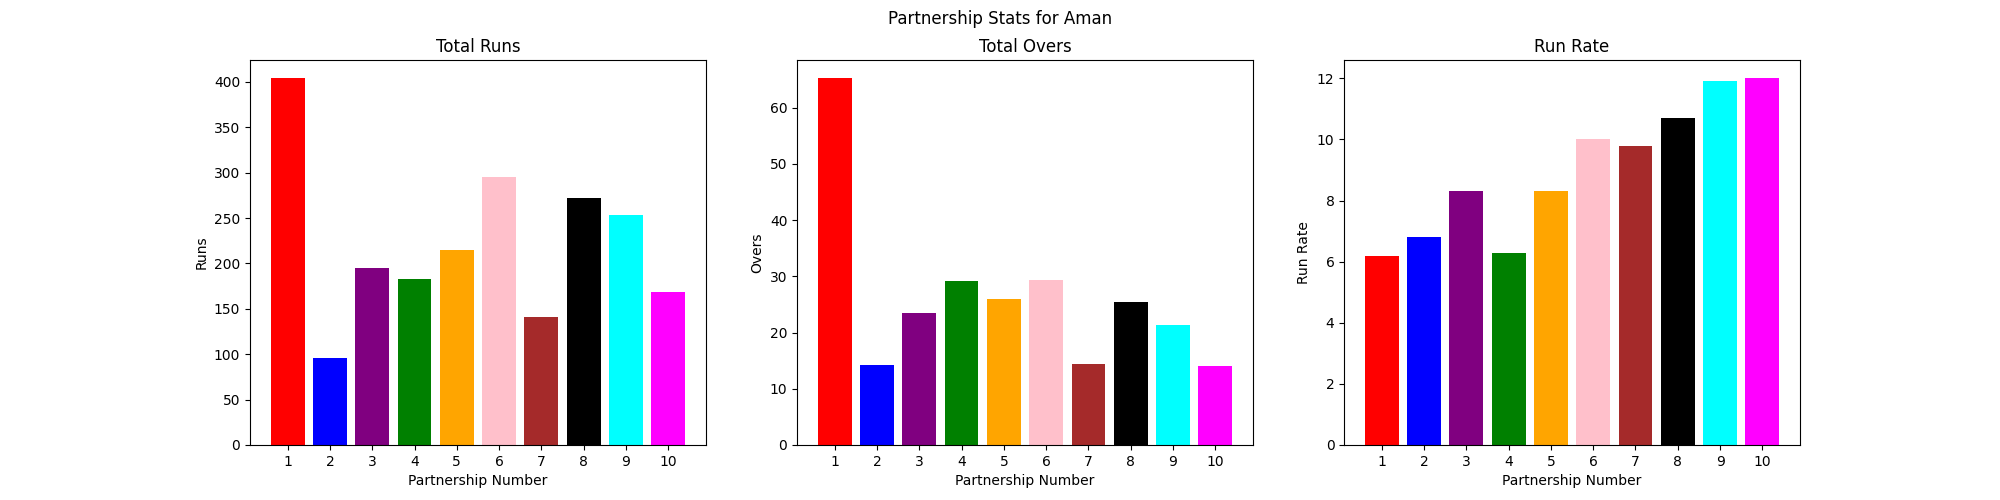 Partnership Stats for Aman
Total Runs
Runs
400
350
300
250
200
150
100
50
0
1 2 3 4 5 6 7 8 9 10
Partnership Number
Total Overs
Overs
60
50
40
30
20
10
0
1 2 3 4 5 6 7 8 9 10
Partnership Number
Run Rate
Run Rate
12
10
8
6
4
2
0
1 2 3 4 5 6 7 8 9 10
Partnership Number